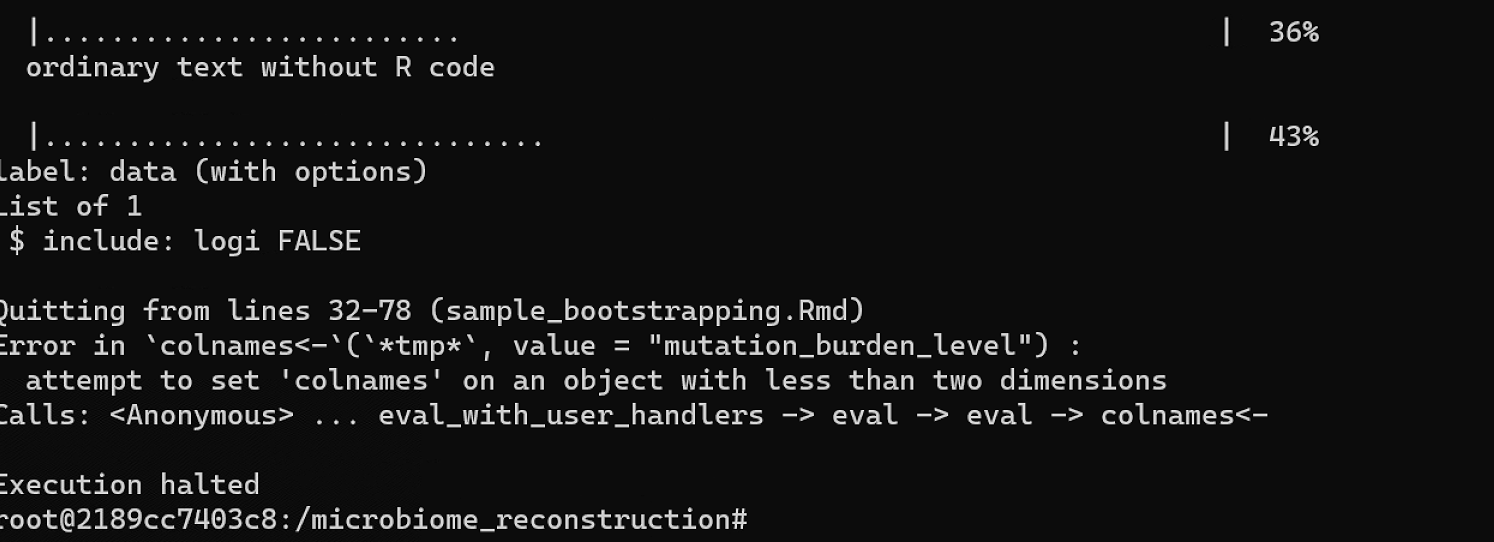 |......................... | 36%
ordinary text without R code
|.............................. | 43%
label: data (with options)
List of 1
$ include: logi FALSE
Quitting from lines 32-78 (sample_bootstrapping.Rmd)
Error in `colnames<-`(`*tmp*`, value = "mutation_burden_level") :
attempt to set 'colnames' on an object with less than two dimensions
Calls: <Anonymous> ... eval_with_user_handlers -> eval -> eval -> colnames<-
Execution halted
root@2189cc7403c8:/microbiome_reconstruction#